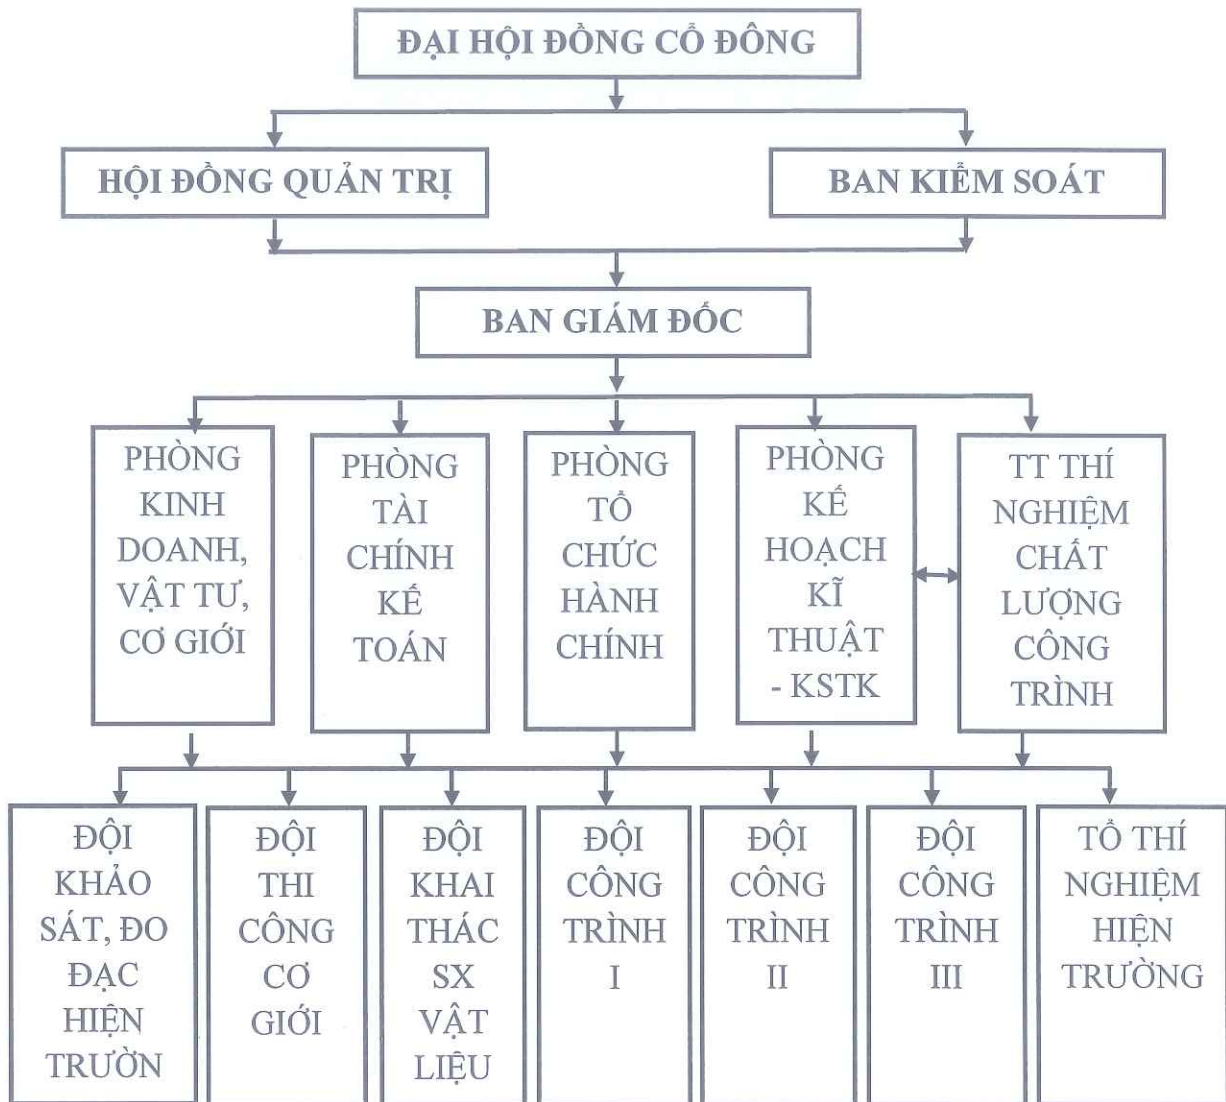 ĐẠI HỘI ĐỒNG CỔ ĐÔNG
HỘI ĐỒNG QUẢN TRỊ
BAN KIỂM SOÁT
BAN GIÁM ĐỐC
PHÒNG
KINH
DOANH,
VẬT TƯ,
CƠ GIỚI
PHÒNG
TÀI
CHÍNH
KẾ
TOÁN
PHÒNG
TỔ
CHỨC
HÀNH
CHÍNH
PHÒNG
KẾ
HOẠCH
KĨ
THUẬT
- KSTK
TT THÍ
NGHIỆM
CHẤT
LƯỢNG
CÔNG
TRÌNH
ĐỘI
KHẢO
SÁT, ĐO
ĐẠC
HIỆN
TRƯỜN
ĐỘI
THI
CÔNG
CƠ
GIỚI
ĐỘI
KHAI
THÁC
SX
VẬT
LIỆU
ĐỘI
CÔNG
TRÌNH
I
ĐỘI
CÔNG
TRÌNH
II
ĐỘI
CÔNG
TRÌNH
III
TỔ THÍ
NGHIỆM
HIỆN
TRƯỜNG